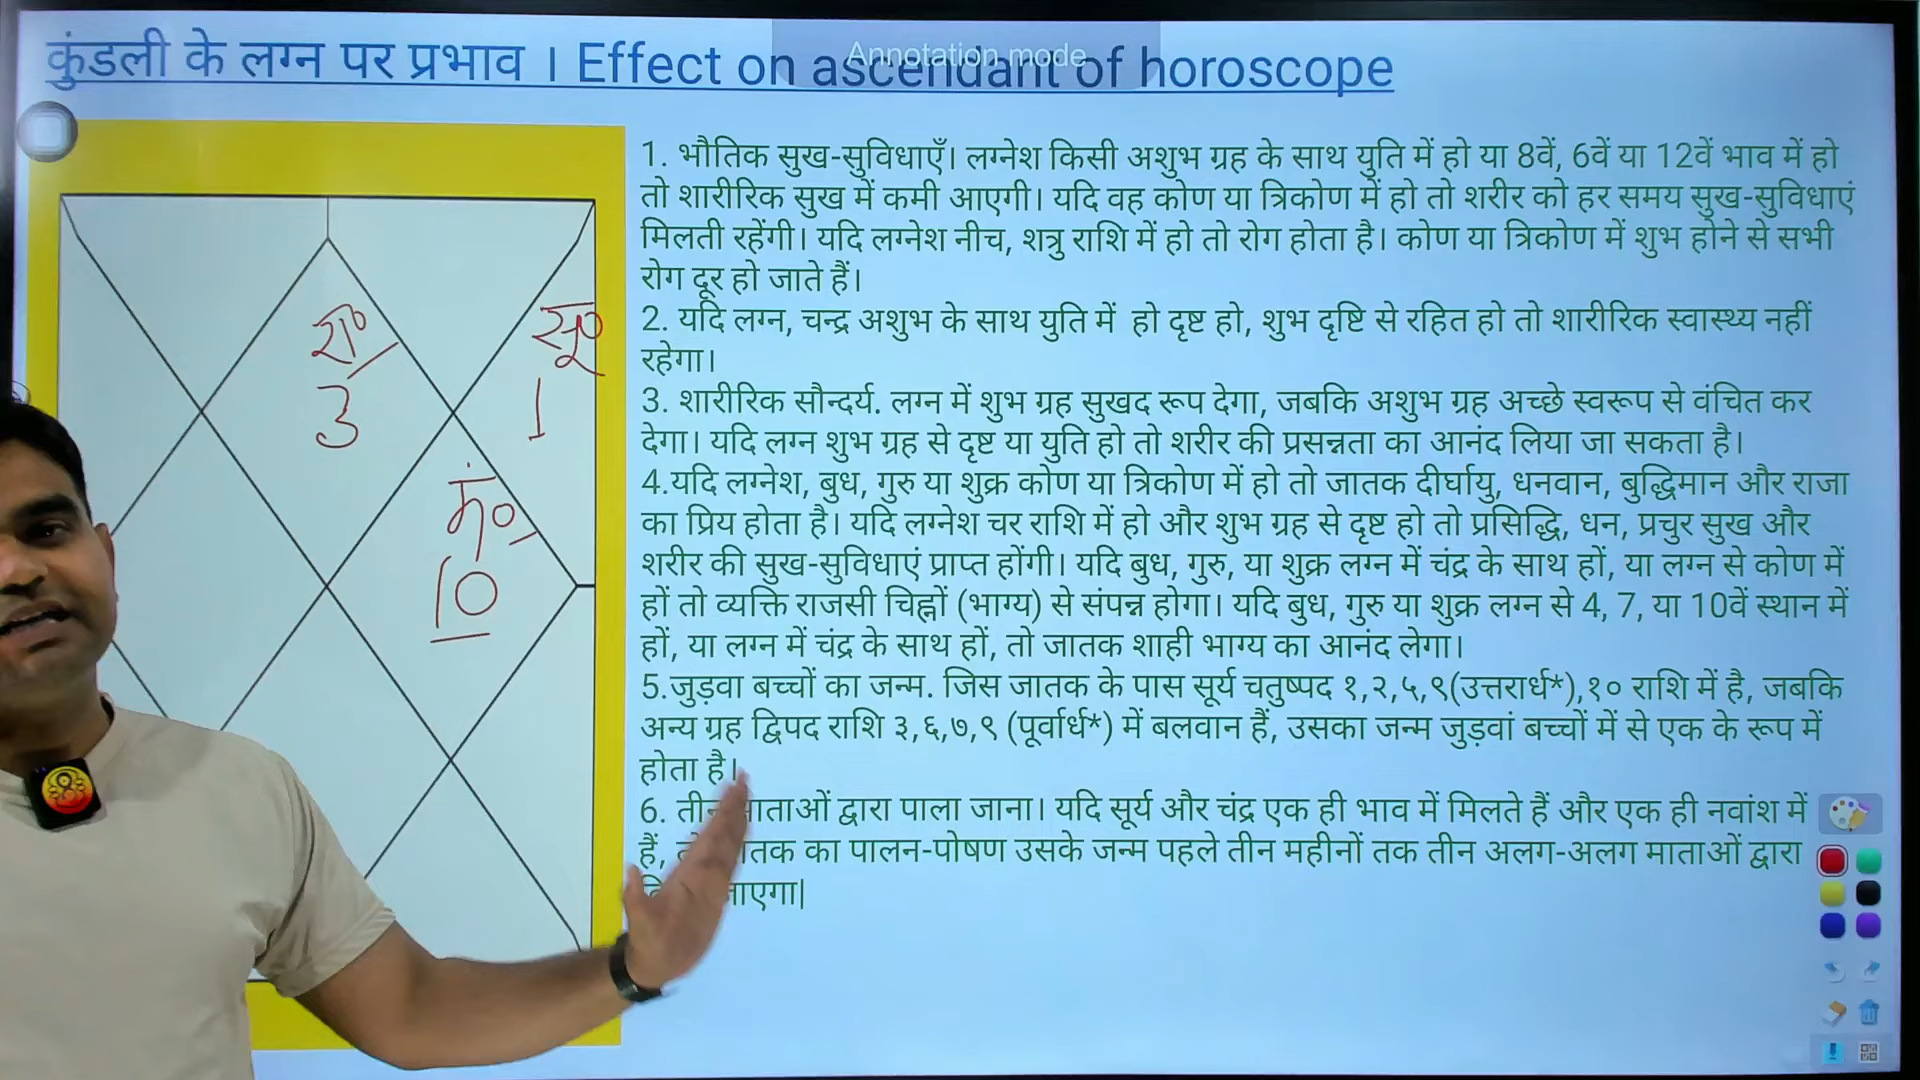 कुंडली के लग्न पर प्रभाव । Effect on ascendant of horoscope
Annotation mode
1. भौतिक सुख-सुविधाएँ। लग्नेश किसी अशुभ ग्रह के साथ युति में हो या 8वें, 6वें या 12वें भाव में हो
तो शारीरिक सुख में कमी आएगी। यदि वह कोण या त्रिकोण में हो तो शरीर को हर समय सुख-सुविधाएं
मिलती रहेंगी। यदि लग्नेश नीच, शत्रु राशि में हो तो रोग होता है। कोण या त्रिकोण में शुभ होने से सभी
रोग दूर हो जाते हैं।
2. यदि लग्न, चन्द्र अशुभ के साथ युति में हो दृष्ट हो, शुभ दृष्टि से रहित हो तो शारीरिक स्वास्थ्य नहीं
रहेगा।
3. शारीरिक सौन्दर्य. लग्न में शुभ ग्रह सुखद रूप देगा, जबकि अशुभ ग्रह अच्छे स्वरूप से वंचित कर
देगा। यदि लग्न शुभ ग्रह से दृष्ट या युति हो तो शरीर की प्रसन्नता का आनंद लिया जा सकता है।
4.यदि लग्नेश, बुध, गुरु या शुक्र कोण या त्रिकोण में हो तो जातक दीर्घायु, धनवान, बुद्धिमान और राजा
का प्रिय होता है। यदि लग्नेश चर राशि में हो और शुभ ग्रह से दृष्ट हो तो प्रसिद्धि, धन, प्रचुर सुख और
शरीर की सुख-सुविधाएं प्राप्त होंगी। यदि बुध, गुरु, या शुक्र लग्न में चंद्र के साथ हों, या लग्न से कोण में
हों तो व्यक्ति राजसी चिह्नों (भाग्य) से संपन्न होगा। यदि बुध, गुरु या शुक्र लग्न से 4, 7, या 10वें स्थान में
हों, या लग्न में चंद्र के साथ हों, तो जातक शाही भाग्य का आनंद लेगा।
5.जुड़वा बच्चों का जन्म. जिस जातक के पास सूर्य चतुष्पद १,२,५,९(उत्तरार्ध*),१० राशि में है, जबकि
अन्य ग्रह द्विपद राशि ३,६,७,९ (पूर्वार्ध*) में बलवान हैं, उसका जन्म जुड़वां बच्चों में से एक के रूप में
होता है।
6. माताओं द्वारा पाला जाना। यदि सूर्य और चंद्र एक ही भाव में मिलते हैं और एक ही नवांश में
हैं, का पालन-पोषण उसके जन्म पहले तीन महीनों तक तीन अलग-अलग माताओं द्वारा
सू०
3
1
मं०
10